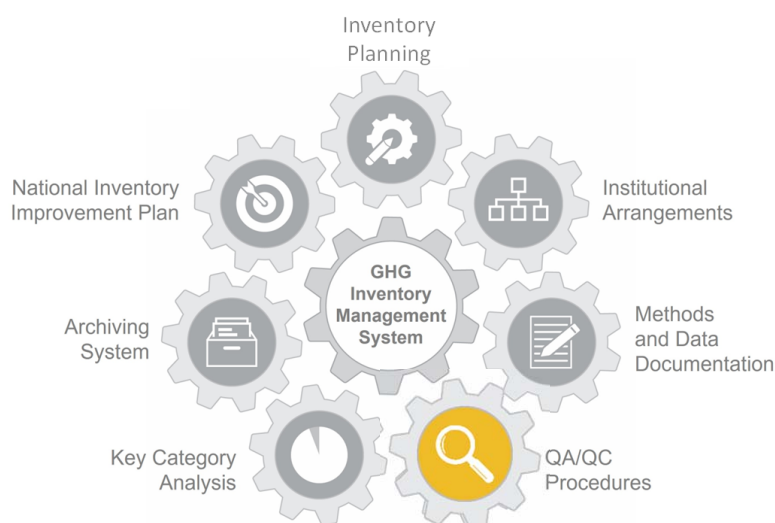 Inventory
Planning
National Inventory
Improvement Plan
Institutional
Arrangements
GHG
Inventory
Management
System
Archiving
System
Methods
and Data
Documentation
Key Category
Analysis
QA/QC
Procedures